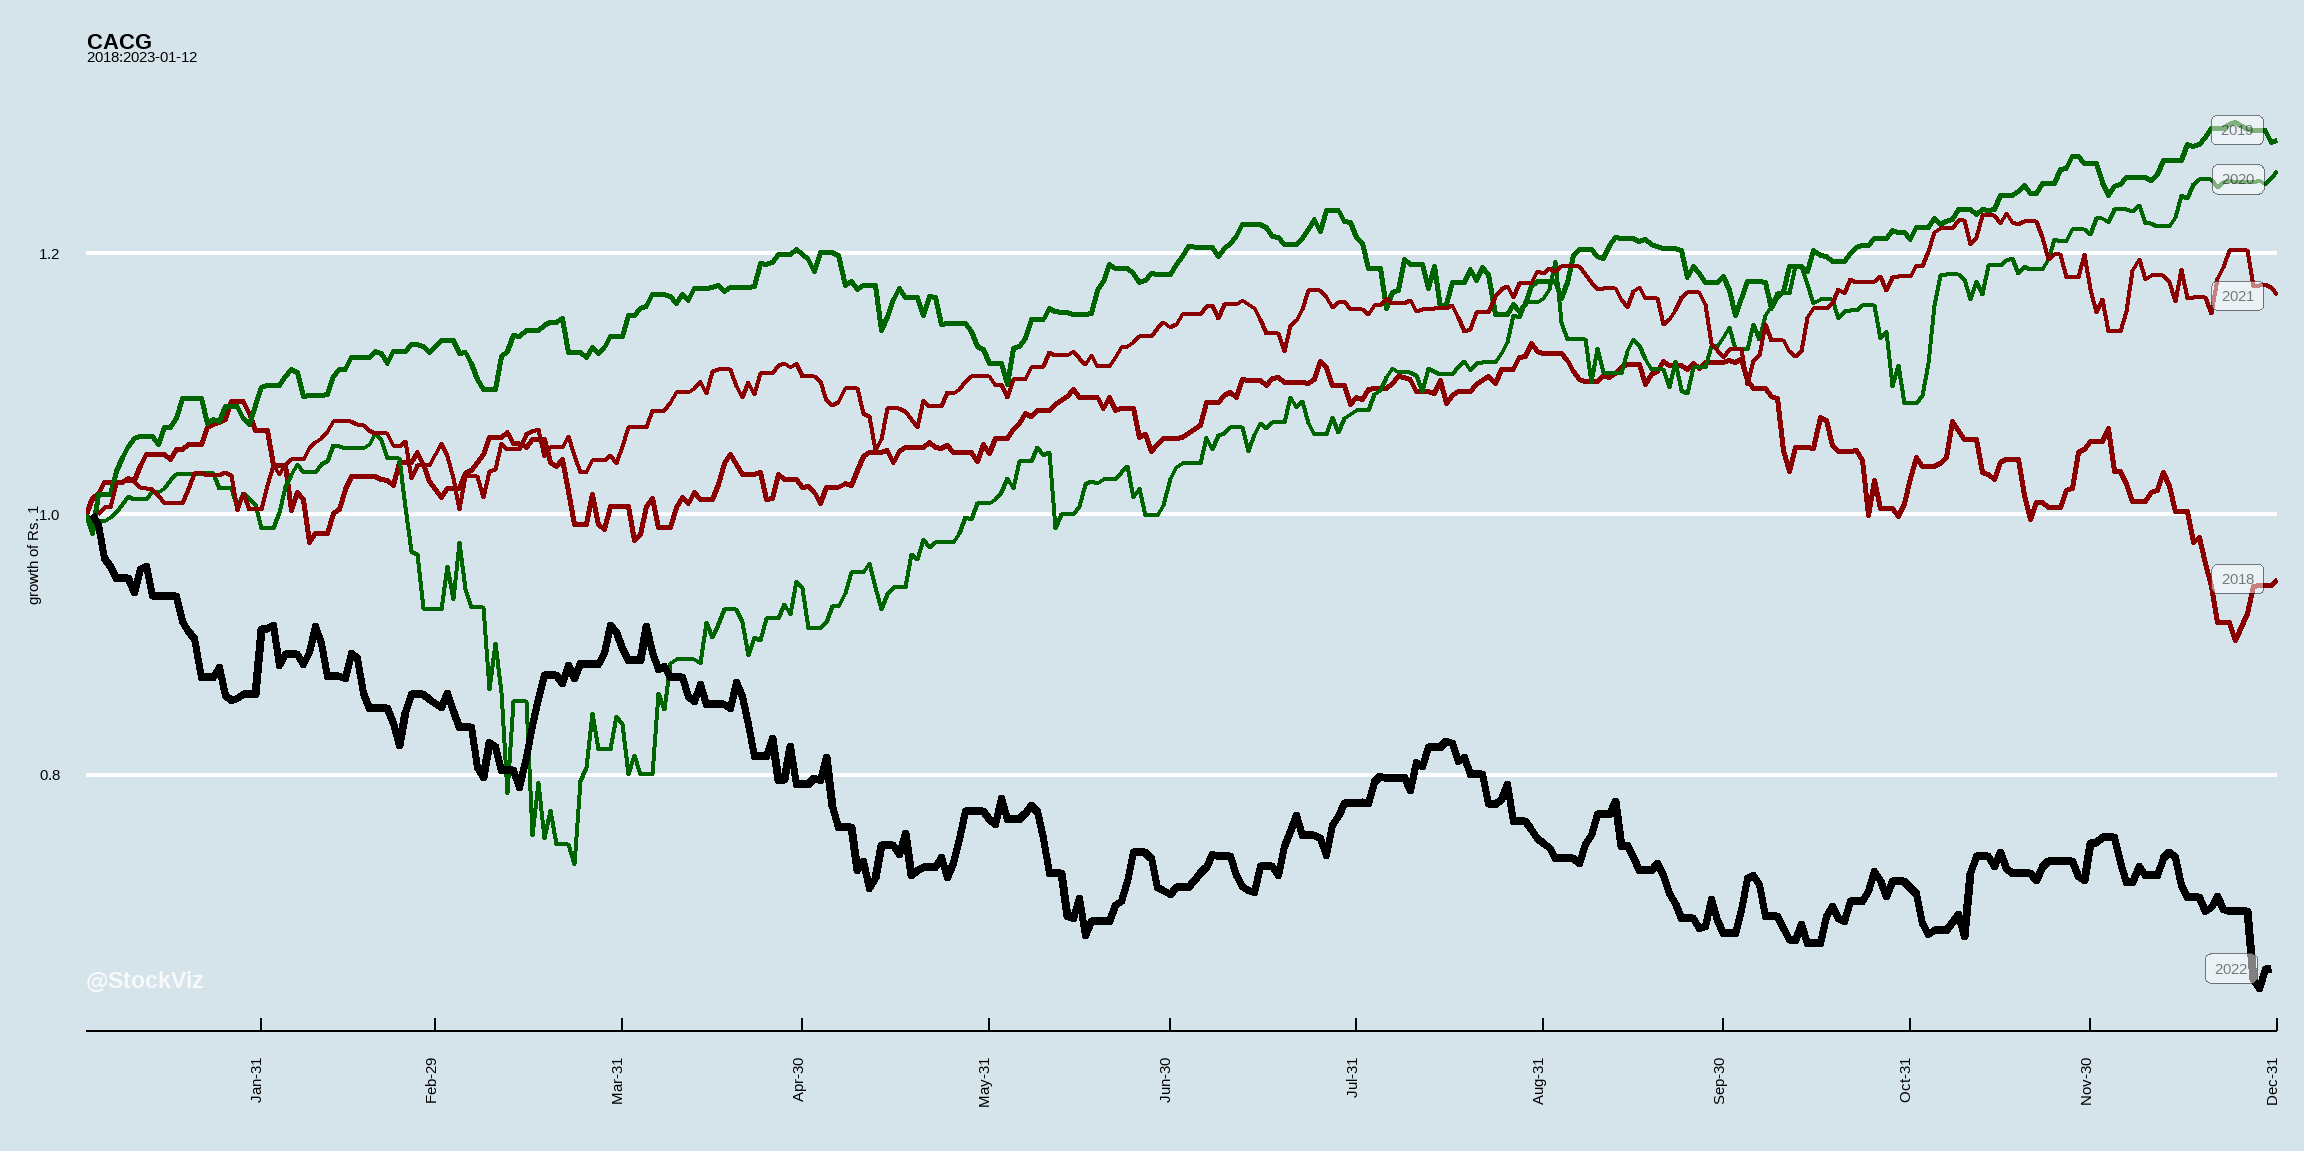 CACG
2018:2023-01-12
2019
2020
1.2
2021
growth of Rs. 1
1.0
2018
0.8
2022
@StockViz
Jan-31
Feb-29
Mar-31
Apr-30
May-31
Jun-30
Jul-31
Aug-31
Sep-30
Oct-31
Nov-30
Dec-31